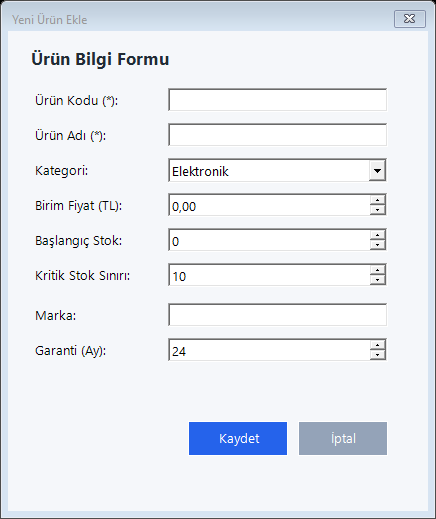 Yeni Ürün Ekle
Ürün Bilgi Formu
Ürün Kodu (*):
Ürün Adı (*):
Kategori: Elektronik
Birim Fiyat (TL): 0,00
Başlangıç Stok: 0
Kritik Stok Sınırı: 10
Marka:
Garanti (Ay): 24
Kaydet İptal